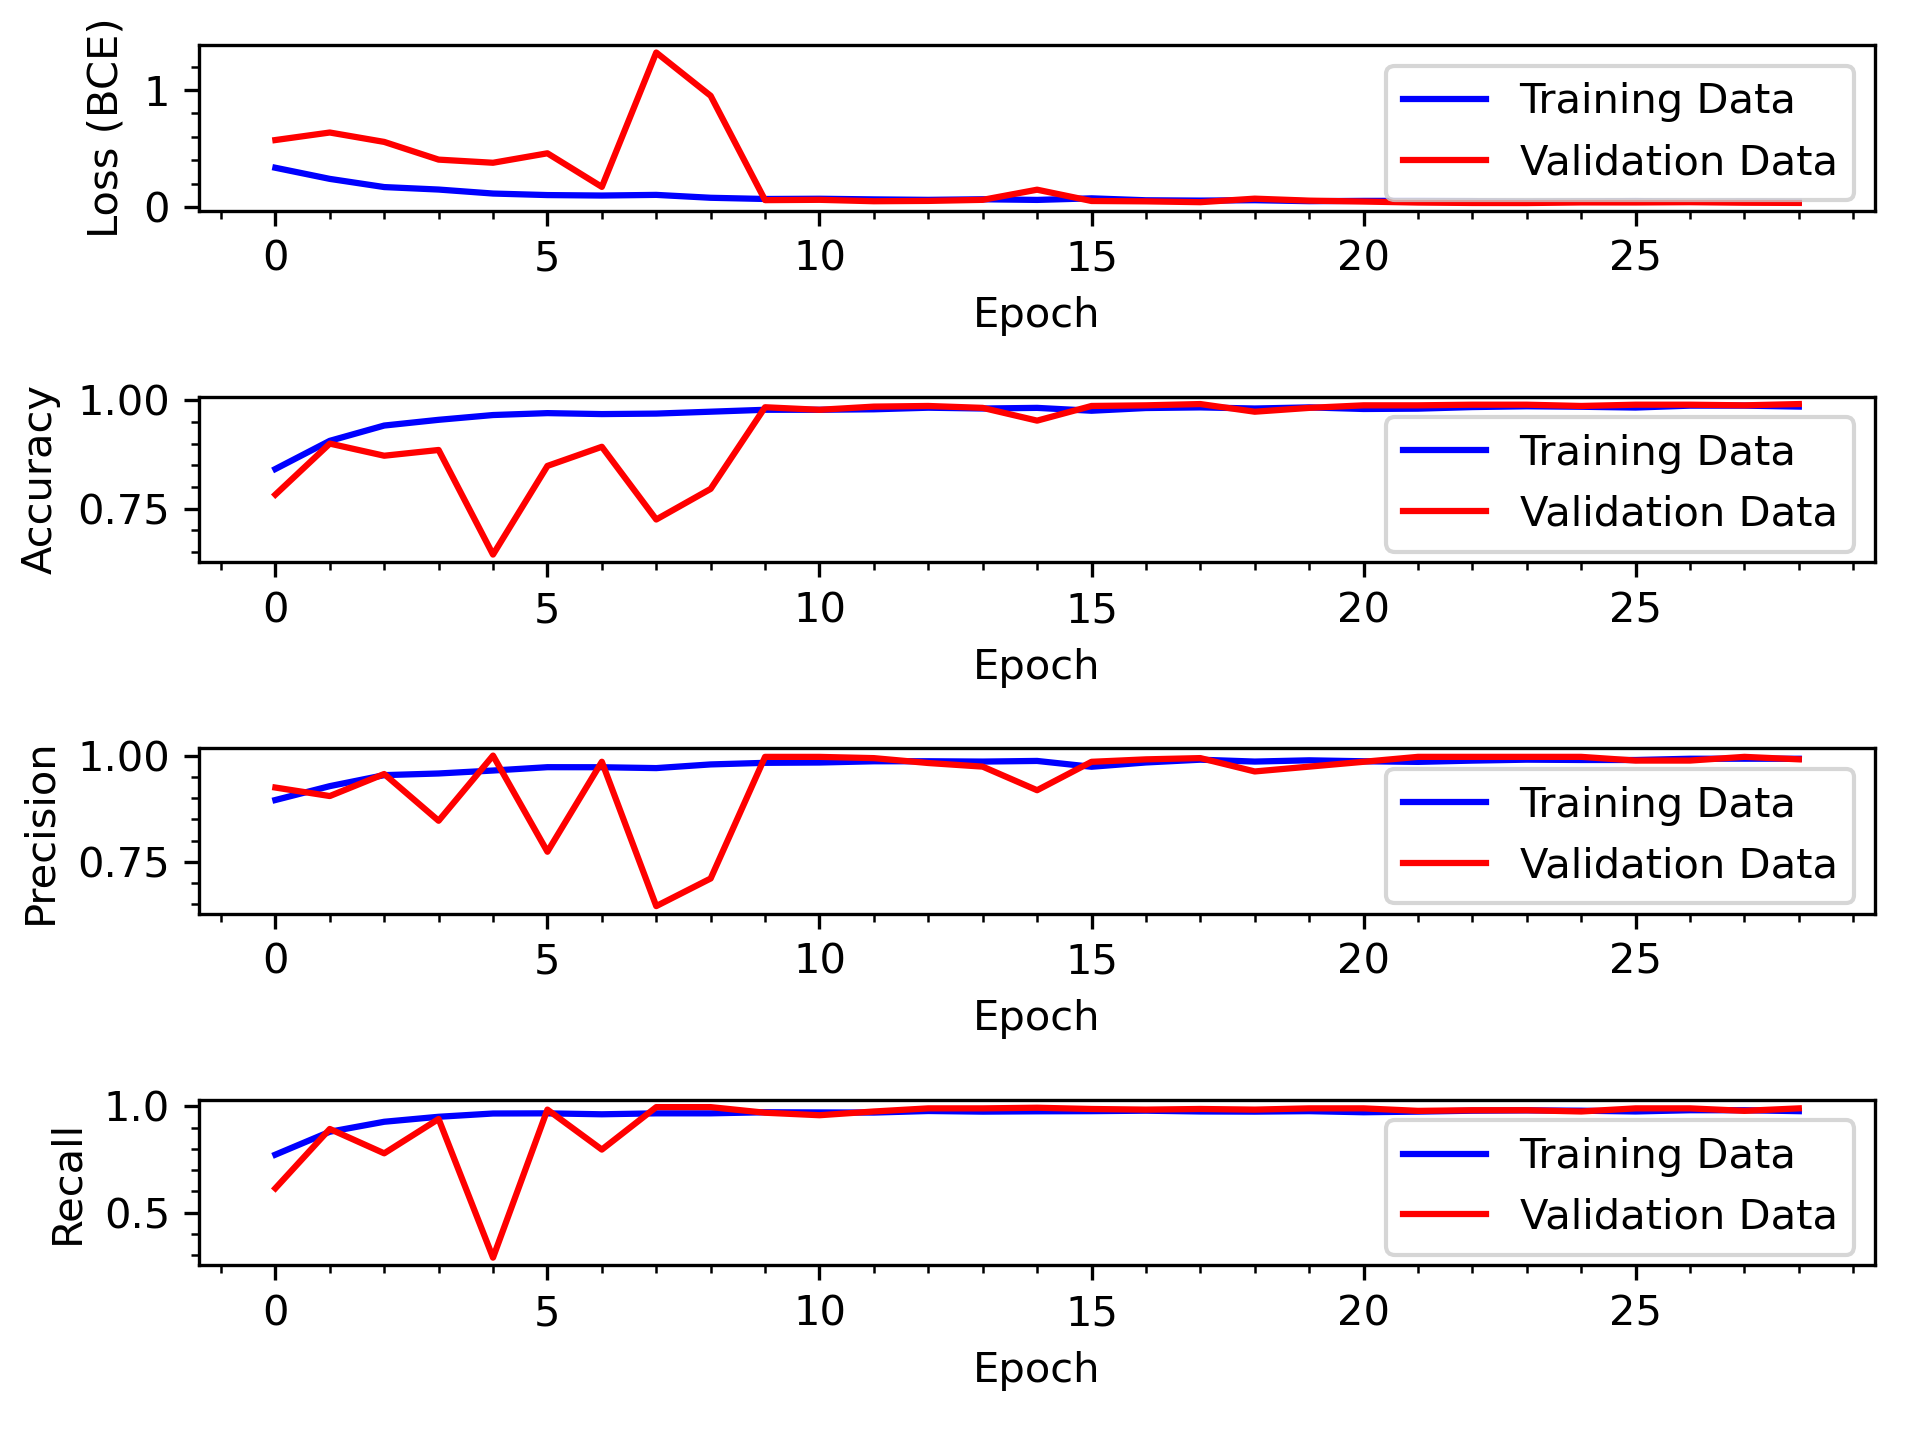 Loss (BCE)
1
0
Training Data
Validation Data
0 5 10 15 20 25
Epoch
Accuracy
1.00
0.75
Training Data
Validation Data
0 5 10 15 20 25
Epoch
Precision
1.00
0.75
Training Data
Validation Data
0 5 10 15 20 25
Epoch
Recall
1.0
0.5
Training Data
Validation Data
0 5 10 15 20 25
Epoch